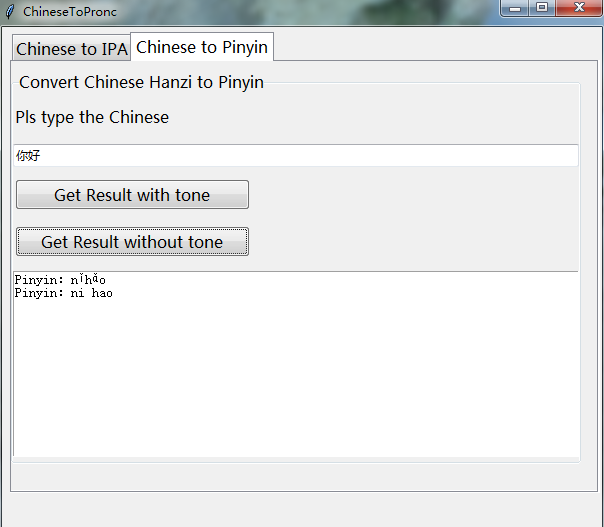 ChineseToPronc
Chinese to IPA
Chinese to Pinyin
Convert Chinese Hanzi to Pinyin
Pls type the Chinese
你好
Get Result with tone
Get Result without tone
Pinyin: nǐhǎo
Pinyin: ni hao